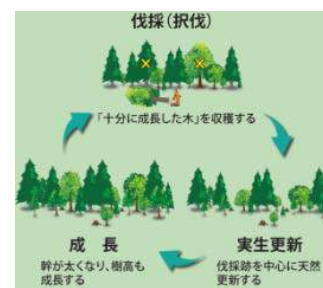 伐採(択伐)
「十分に成長した木」を収穫する
成　長
幹が太くなり、樹高も
成長する
実生更新
伐採跡を中心に天然
更新する